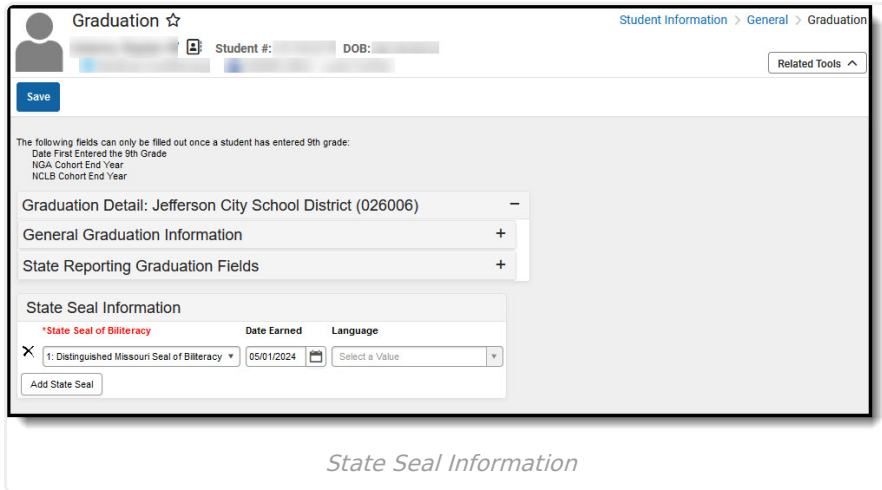 Graduation
Student Information > General > Graduation
Student #: DOB:
Related Tools
Save
The following fields can only be filled out once a student has entered 9th grade:
Date First Entered the 9th Grade
NGA Cohort End Year
NCLB Cohort End Year
Graduation Detail: Jefferson City School District (026006) −
General Graduation Information +
State Reporting Graduation Fields +
State Seal Information
*State Seal of Biliteracy Date Earned Language
X 1: Distinguished Missouri Seal of Biliteracy 05/01/2024 Select a Value
Add State Seal
State Seal Information